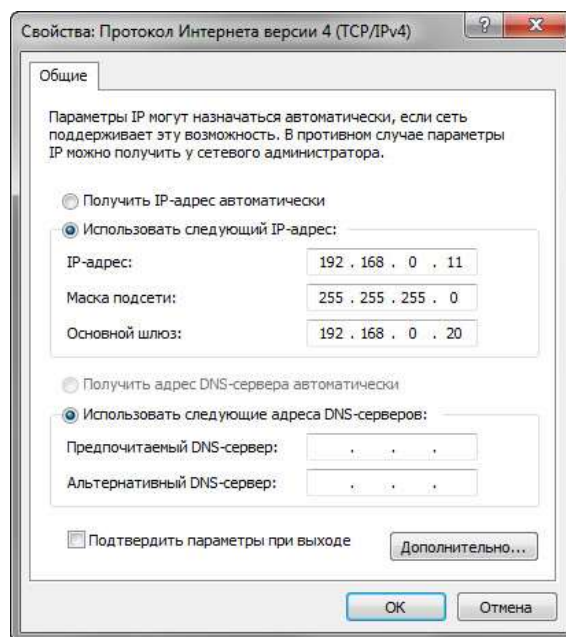 Свойства: Протокол Интернета версии 4 (TCP/IPv4)
Общие
Параметры IP могут назначаться автоматически, если сеть
поддерживает эту возможность. В противном случае параметры
IP можно получить у сетевого администратора.
Получить IP-адрес автоматически
Использовать следующий IP-адрес:
IP-адрес: 192 . 168 . 0 . 11
Маска подсети: 255 . 255 . 255 . 0
Основной шлюз: 192 . 168 . 0 . 20
Получить адрес DNS-сервера автоматически
Использовать следующие адреса DNS-серверов:
Предпочитаемый DNS-сервер: . . .
Альтернативный DNS-сервер: . . .
Подтвердить параметры при выходе
Дополнительно...
ОК
Отмена